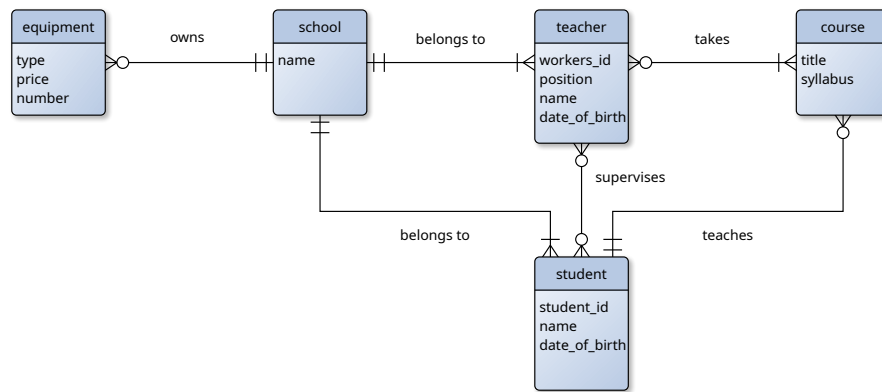 equipment
type
price
number
owns
school
name
belongs to
teacher
workers_id
position
name
date_of_birth
takes
course
title
syllabus
supervises
belongs to
teaches
student
student_id
name
date_of_birth